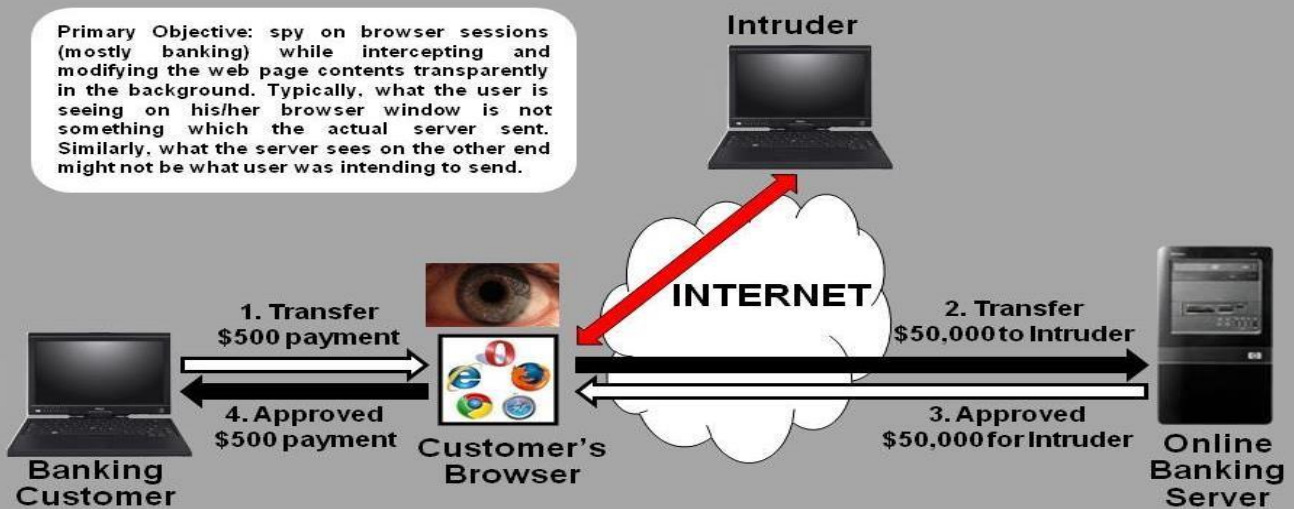 Primary Objective: spy on browser sessions
(mostly banking) while intercepting and
modifying the web page contents transparently
in the background. Typically, what the user is
seeing on his/her browser window is not
something which the actual server sent.
Similarly, what the server sees on the other end
might not be what user was intending to send.
Intruder
INTERNET
1. Transfer
$500 payment
2. Transfer
$50,000 to Intruder
4. Approved
$500 payment
3. Approved
$50,000 for Intruder
Banking
Customer
Customer's
Browser
Online
Banking
Server